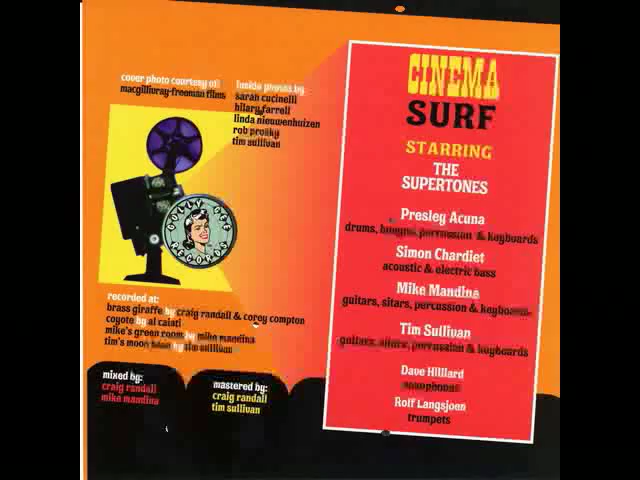 cover photo courtesy of:
macgillivray-freeman films
inside photos by:
sarah cucinelli
hilary farrell
linda nieuwenhuizen
rob prosky
tim sullivan
GOLLY GEE
RECORDS
recorded at:
brass giraffe by craig randall & corey compton
coyote by al caiati
mike's green room by mike mandina
tim's moon base by tim sullivan
mixed by:
craig randall
mike mandina
mastered by:
craig randall
tim sullivan
CINEMA
SURF
STARRING
THE
SUPERTONES
Presley Acuna
drums, bongos, percussion & keyboards
Simon Chardiet
acoustic & electric bass
Mike Mandina
guitars, sitars, percussion & keyboards
Tim Sullivan
guitars, sitars, percussion & keyboards
Dave Hilliard
saxophones
Rolf Langsjoen
trumpets